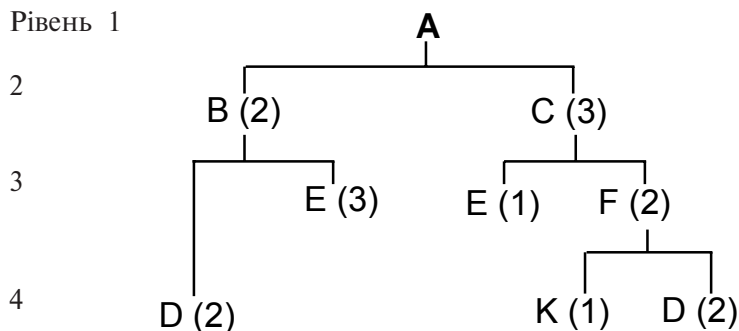 Рівень 1 A
2 B (2) C (3)
3 E (3) E (1) F (2)
4 D (2) K (1) D (2)